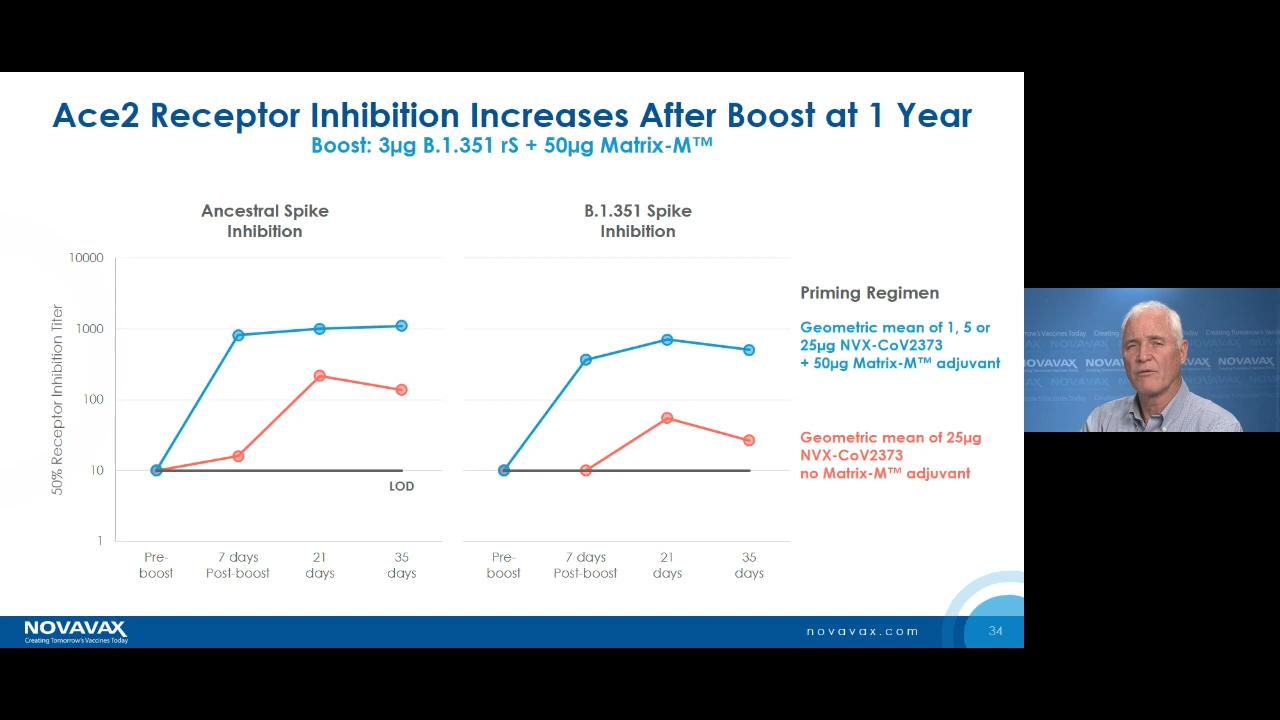 Ace2 Receptor Inhibition Increases After Boost at 1 Year
Boost: 3µg B.1.351 rS + 50µg Matrix-M™
Ancestral Spike
Inhibition
B.1.351 Spike
Inhibition
50% Receptor Inhibition Titer
10000
1000
100
10
1
LOD
Pre-
boost
7 days
Post-boost
21
days
35
days
Pre-
boost
7 days
Post-boost
21
days
35
days
Priming Regimen
Geometric mean of 1, 5 or
25µg NVX-CoV2373
+ 50µg Matrix-M™ adjuvant
Geometric mean of 25µg
NVX-CoV2373
no Matrix-M™ adjuvant
NOVAVAX
Creating Tomorrow's Vaccines Today
novavax.com
34
NOVAVAX
NOVAVAX
NOVAVAX